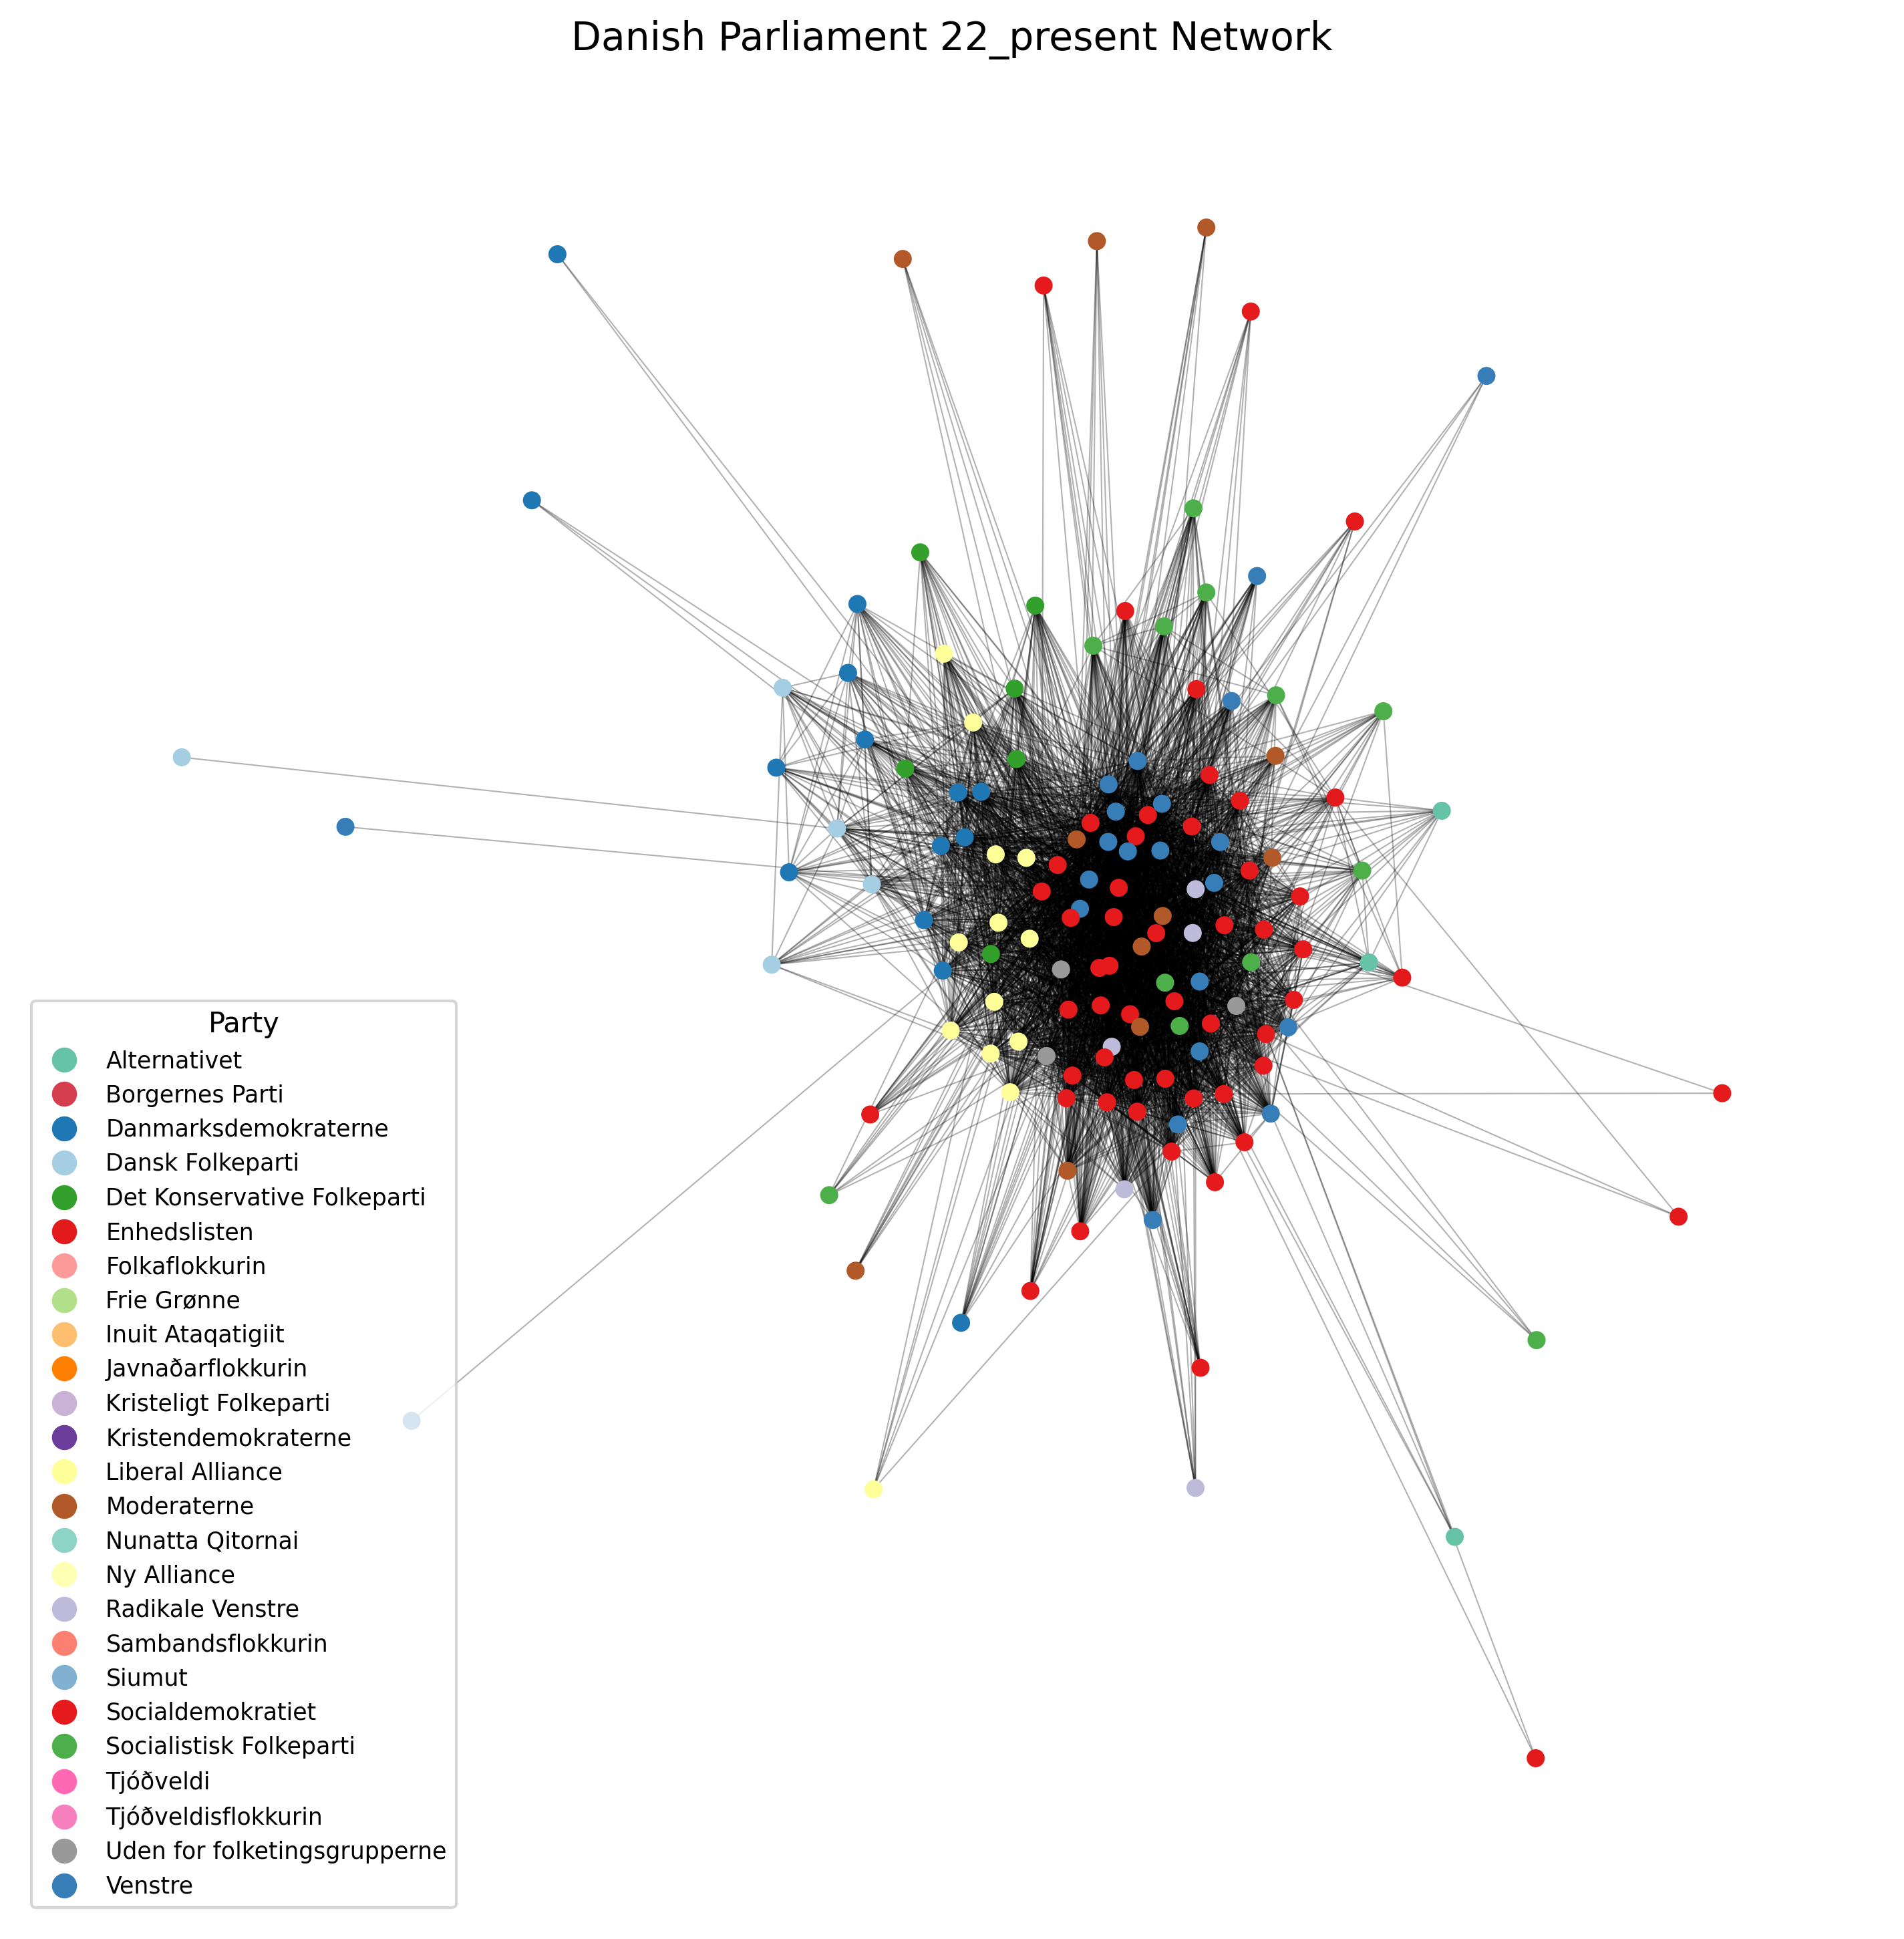 Danish Parliament 22_present Network
Party
Alternativet
Borgernes Parti
Danmarksdemokraterne
Dansk Folkeparti
Det Konservative Folkeparti
Enhedslisten
Folkaflokkurin
Frie Grønne
Inuit Ataqatigiit
Javnaðarflokkurin
Kristeligt Folkeparti
Kristendemokraterne
Liberal Alliance
Moderaterne
Nunatta Qitornai
Ny Alliance
Radikale Venstre
Sambandsflokkurin
Siumut
Socialdemokratiet
Socialistisk Folkeparti
Tjóðveldi
Tjóðveldisflokkurin
Uden for folketingsgrupperne
Venstre